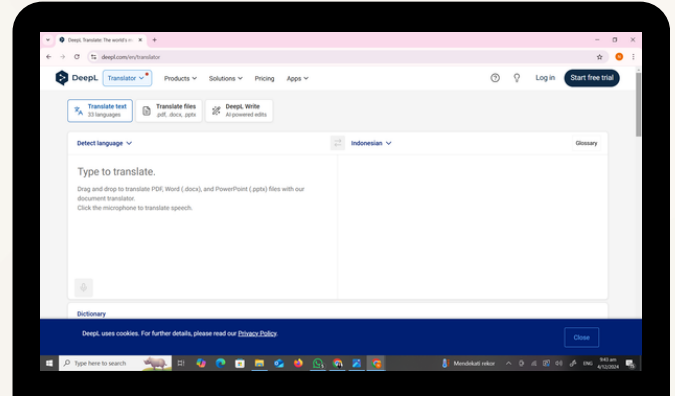 DeepL Translate: The world's m
deepl.com/en/translator
DeepL Translator Products Solutions Pricing Apps Log in Start free trial
Translate text
33 languages
Translate files
.pdf, .docx, .pptx
DeepL Write
AI-powered edits
Detect language Indonesian Glossary
Type to translate.
Drag and drop to translate PDF, Word (.docx), and PowerPoint (.pptx) files with our
document translator.
Click the microphone to translate speech.
Dictionary
DeepL uses cookies. For further details, please read our Privacy Policy.
Close
Type here to search Mendekati rekor ENG 9:40 am
4/12/2024